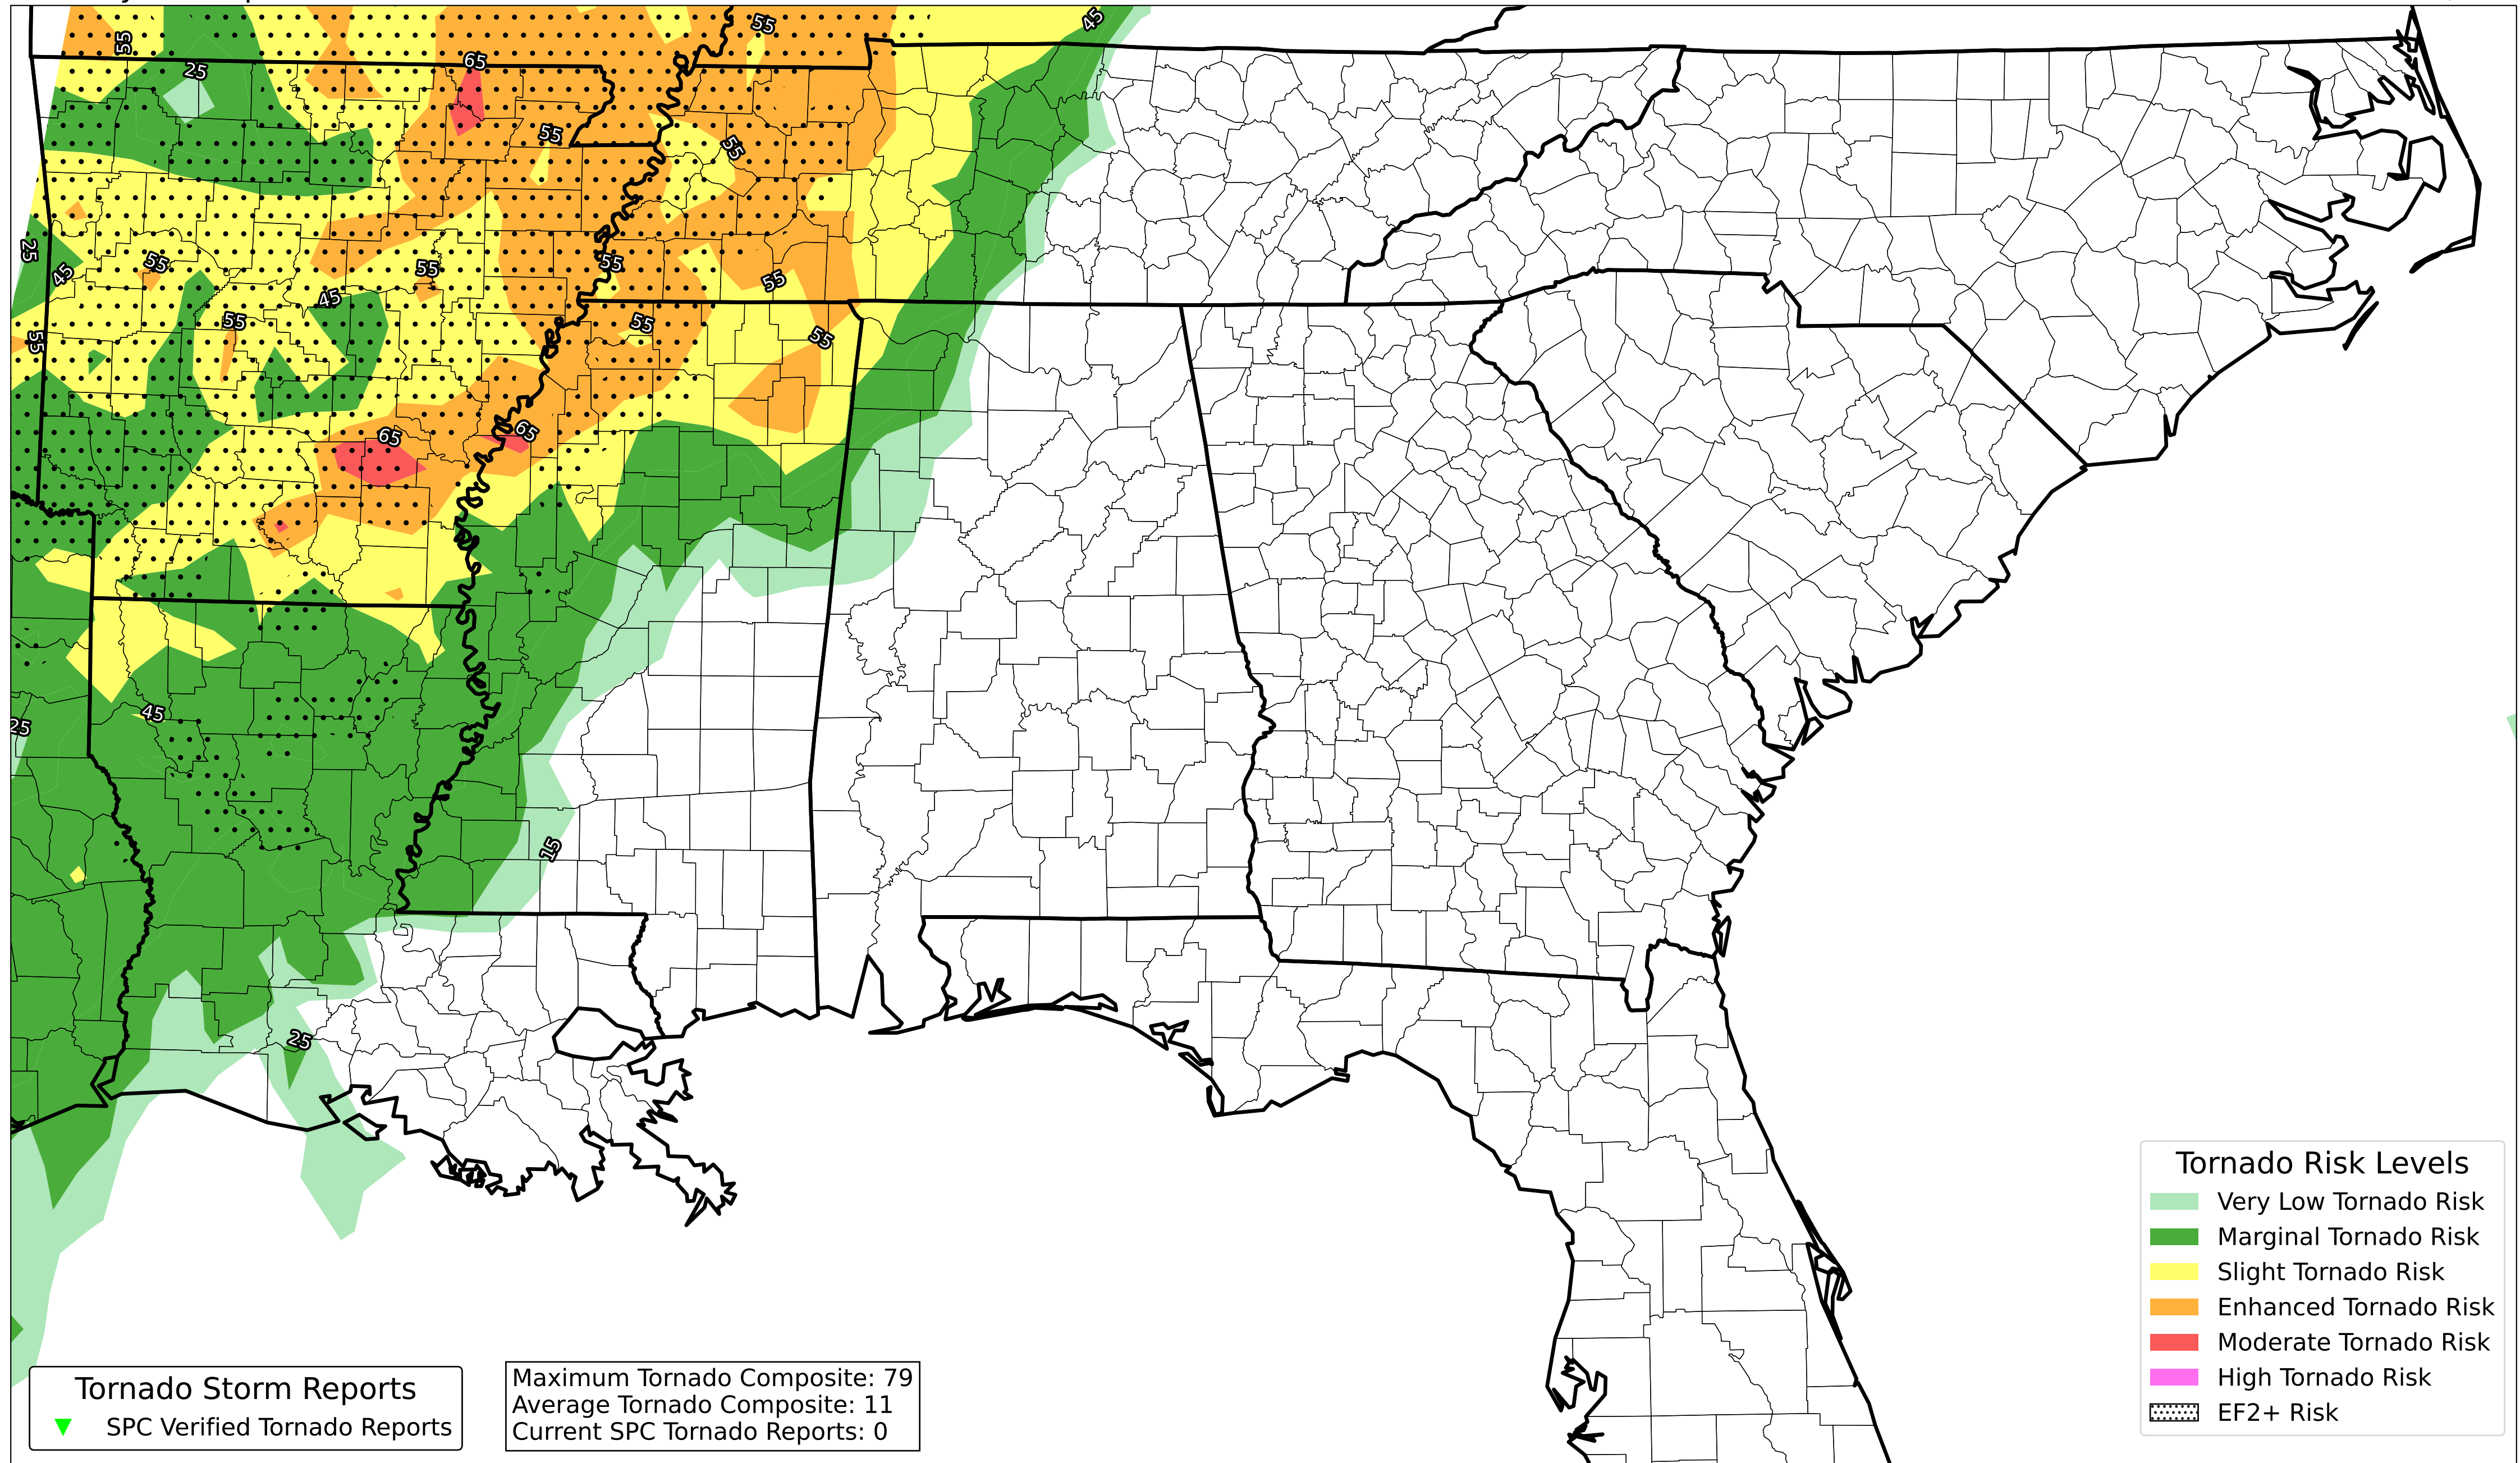 55
45
55
25
65
55
55
25
45
55
55
55
55
45
55
55
55
55
65
65
45
25
15
25
Tornado Risk Levels
Very Low Tornado Risk
Marginal Tornado Risk
Slight Tornado Risk
Enhanced Tornado Risk
Moderate Tornado Risk
High Tornado Risk
EF2+ Risk
Tornado Storm Reports
SPC Verified Tornado Reports
Maximum Tornado Composite: 79
Average Tornado Composite: 11
Current SPC Tornado Reports: 0